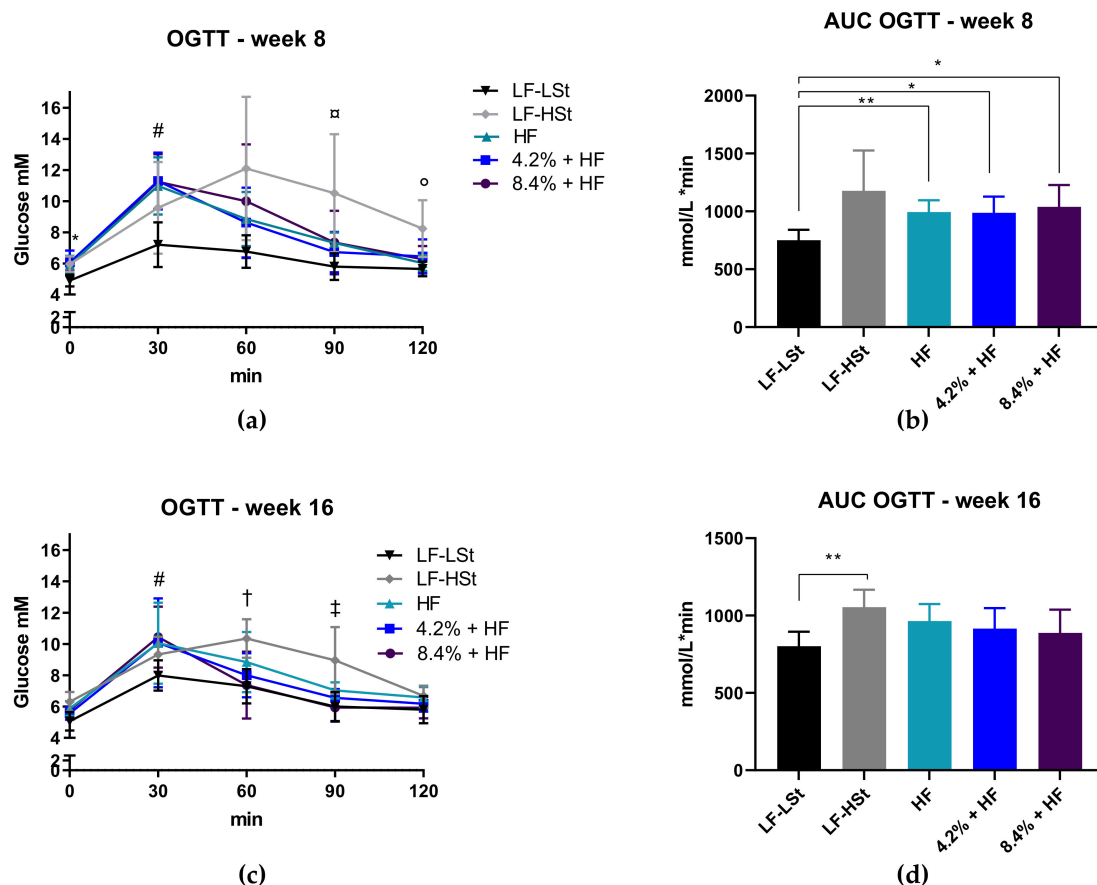 OGTT - week 8
Glucose mM
16
14
12
10
8
6
4
2
0
*
#
¤
o
0 30 60 90 120
min
LF-LSt
LF-HSt
HF
4.2% + HF
8.4% + HF
(a)
AUC OGTT - week 8
mmol/L *min
2000
1500
1000
500
0
*
*
**
LF-LSt
LF-HSt
HF
4.2% + HF
8.4% + HF
(b)
OGTT - week 16
Glucose mM
16
14
12
10
8
6
4
2
0
#
†
‡
0 30 60 90 120
min
LF-LSt
LF-HSt
HF
4.2% + HF
8.4% + HF
(c)
AUC OGTT - week 16
mmol/L *min
1500
1000
500
0
**
LF-LSt
LF-HSt
HF
4.2% + HF
8.4% + HF
(d)